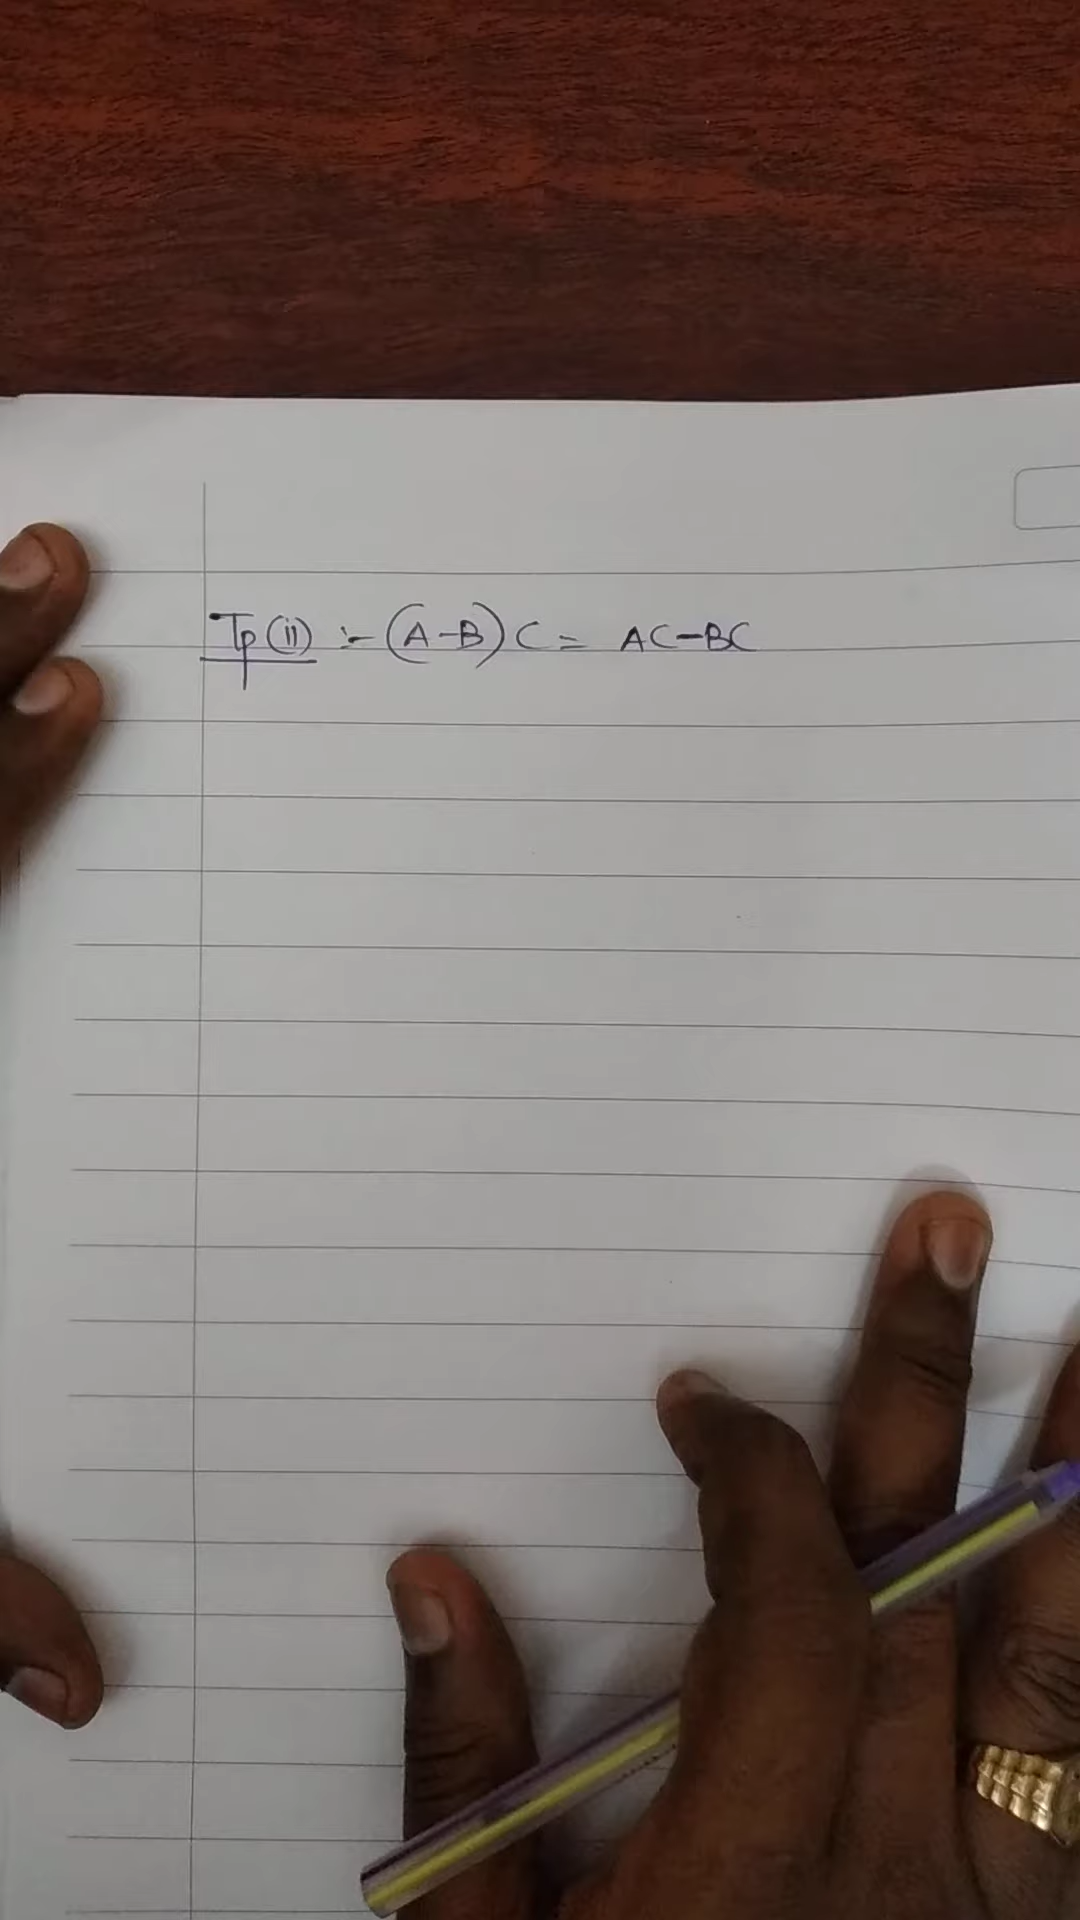 Tp (ii) :- (A-B) C = AC-BC